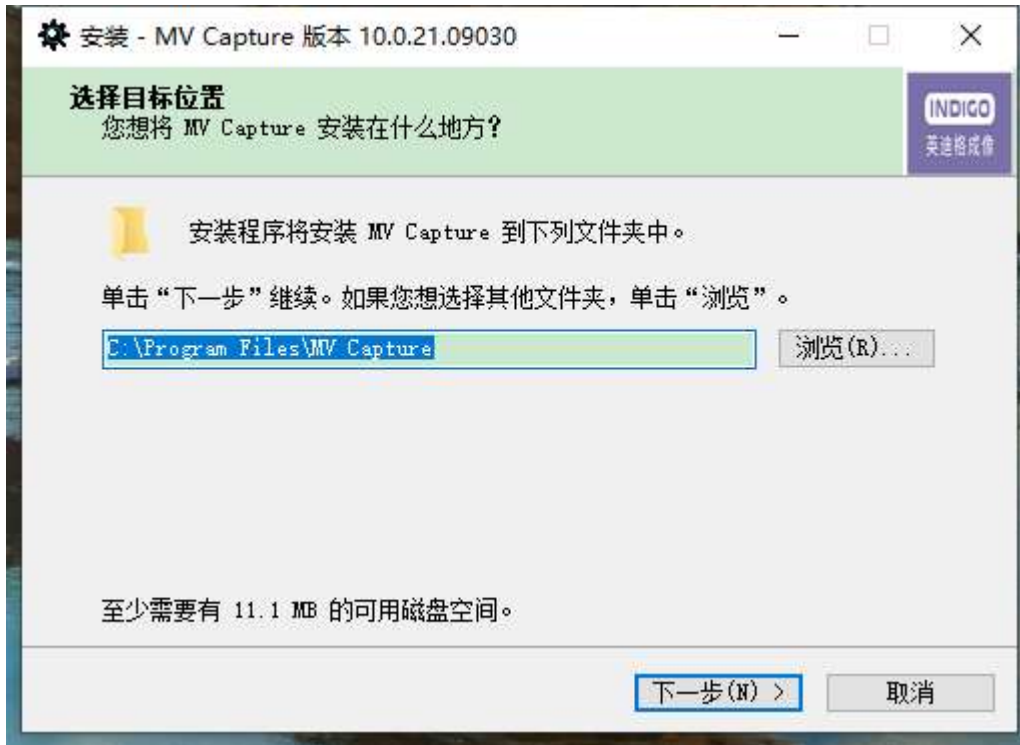 安装 - MV Capture 版本 10.0.21.09030
选择目标位置
您想将 MV Capture 安装在什么地方?
INDIGO
英迪格成像
安装程序将安装 MV Capture 到下列文件夹中。
单击“下一步”继续。如果您想选择其他文件夹，单击“浏览”。
C:\Program Files\MV Capture
浏览(R)...
至少需要有 11.1 MB 的可用磁盘空间。
下一步(N) >
取消